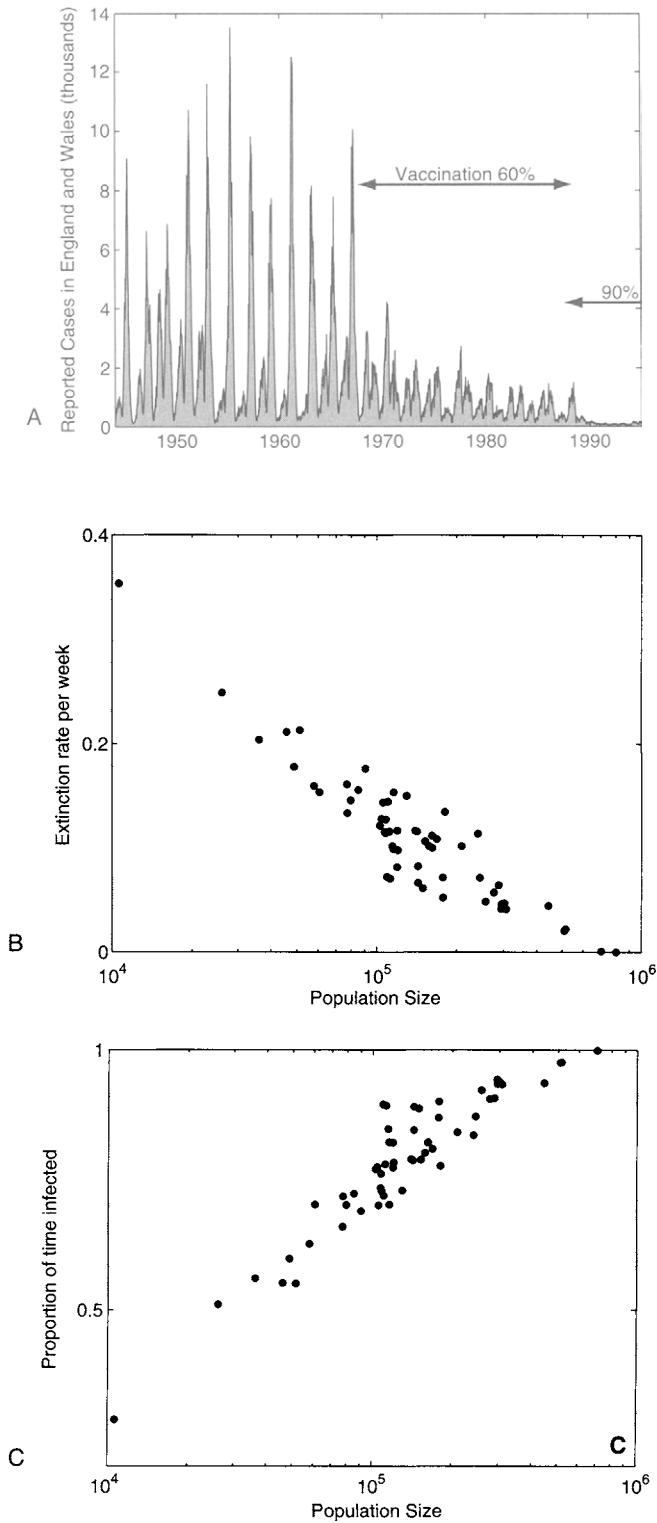 14
12
10
8
6
4
2
0
Reported Cases in England and Wales (thousands)
Vaccination 60%
90%
A
1950
1960
1970
1980
1990
0.4
0.2
0
Extinction rate per week
B
10^4
10^5
10^6
Population Size
1
0.5
Proportion of time infected
C
C
10^4
10^5
10^6
Population Size